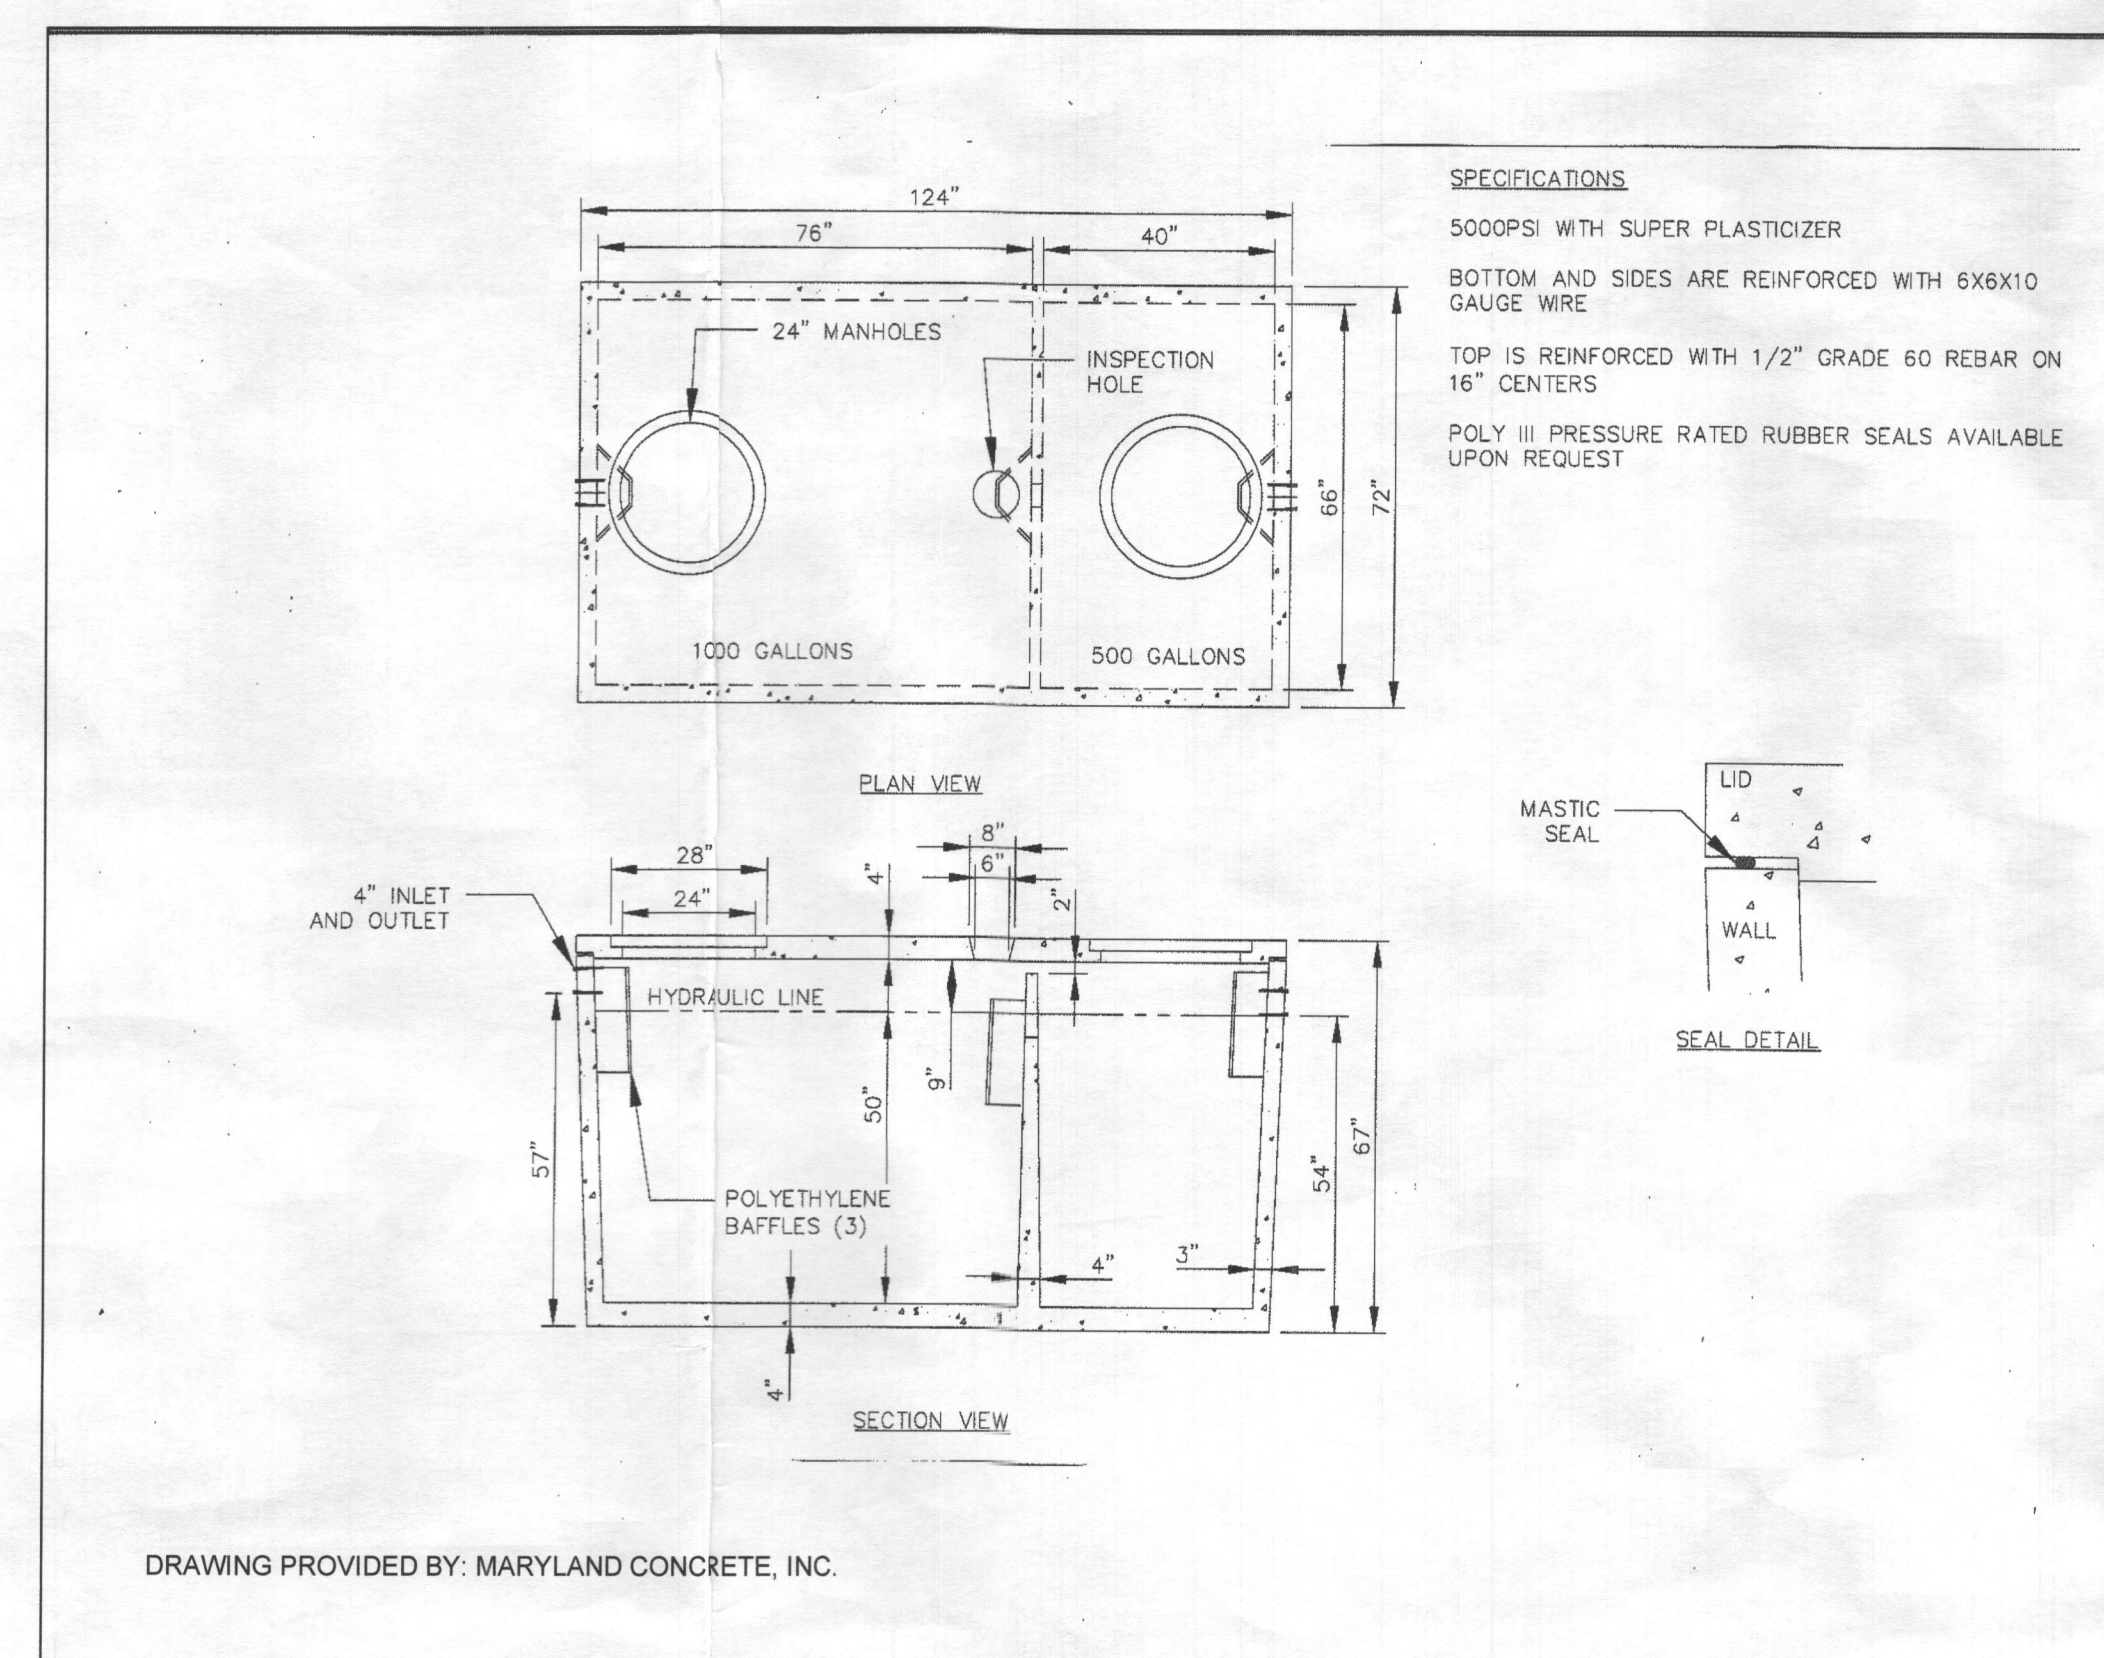 124"
76"
40"
24" MANHOLES
INSPECTION
HOLE
66"
72"
1000 GALLONS
500 GALLONS
PLAN VIEW
SPECIFICATIONS
5000PSI WITH SUPER PLASTICIZER
BOTTOM AND SIDES ARE REINFORCED WITH 6X6X10
GAUGE WIRE
TOP IS REINFORCED WITH 1/2" GRADE 60 REBAR ON
16" CENTERS
POLY III PRESSURE RATED RUBBER SEALS AVAILABLE
UPON REQUEST
LID
MASTIC
SEAL
WALL
SEAL DETAIL
28"
24"
4"
8"
6"
2"
4" INLET
AND OUTLET
HYDRAULIC LINE
9"
50"
57"
54"
67"
POLYETHYLENE
BAFFLES (3)
4"
3"
4"
SECTION VIEW
DRAWING PROVIDED BY: MARYLAND CONCRETE, INC.